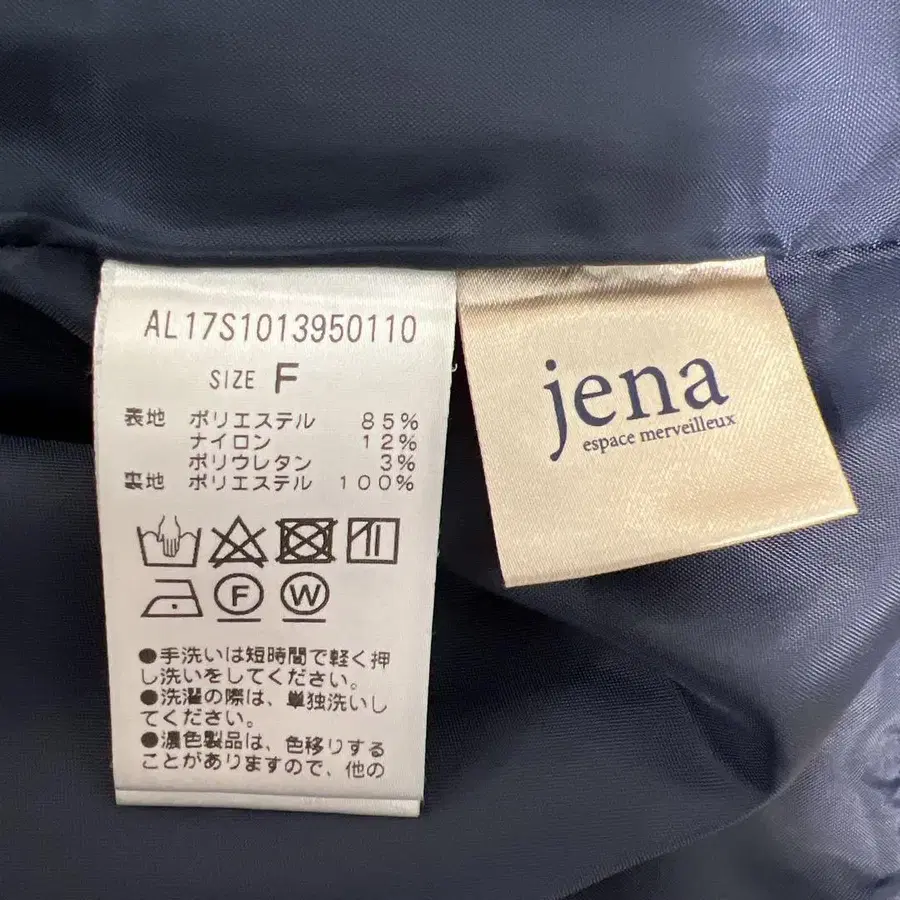 AL17S1013950110
SIZE F
表地 ポリエステル 85%
ナイロン 12%
ポリウレタン 3%
裏地 ポリエステル 100%
F W
●手洗いは短時間で軽く押
し洗いをしてください。
●洗濯の際は、単独洗いし
てください。
●濃色製品は、色移りする
ことがありますので、他の
jena
espace merveilleux